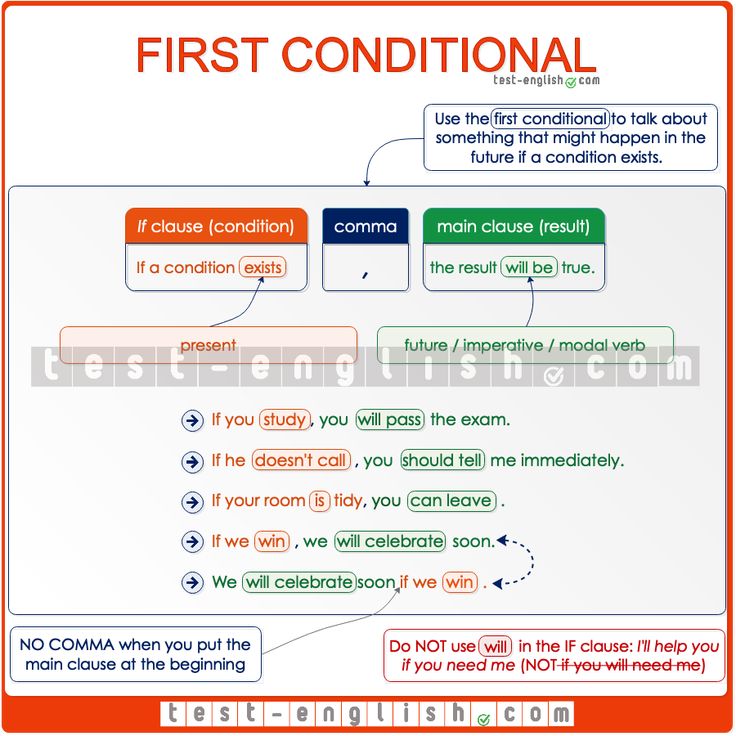 FIRST CONDITIONAL
test-english.com
Use the first conditional to talk about
something that might happen in the
future if a condition exists.
If clause (condition)
comma
main clause (result)
If a condition exists
,
the result will be true.
present
future / imperative / modal verb
test-english.com
If you study, you will pass the exam.
If he doesn't call , you should tell me immediately.
If your room is tidy, you can leave .
If we win , we will celebrate soon.
We will celebrate soon if we win .
NO COMMA when you put the
main clause at the beginning
Do NOT use will in the IF clause: I'll help you
if you need me (NOT if you will need me)
test-english.com